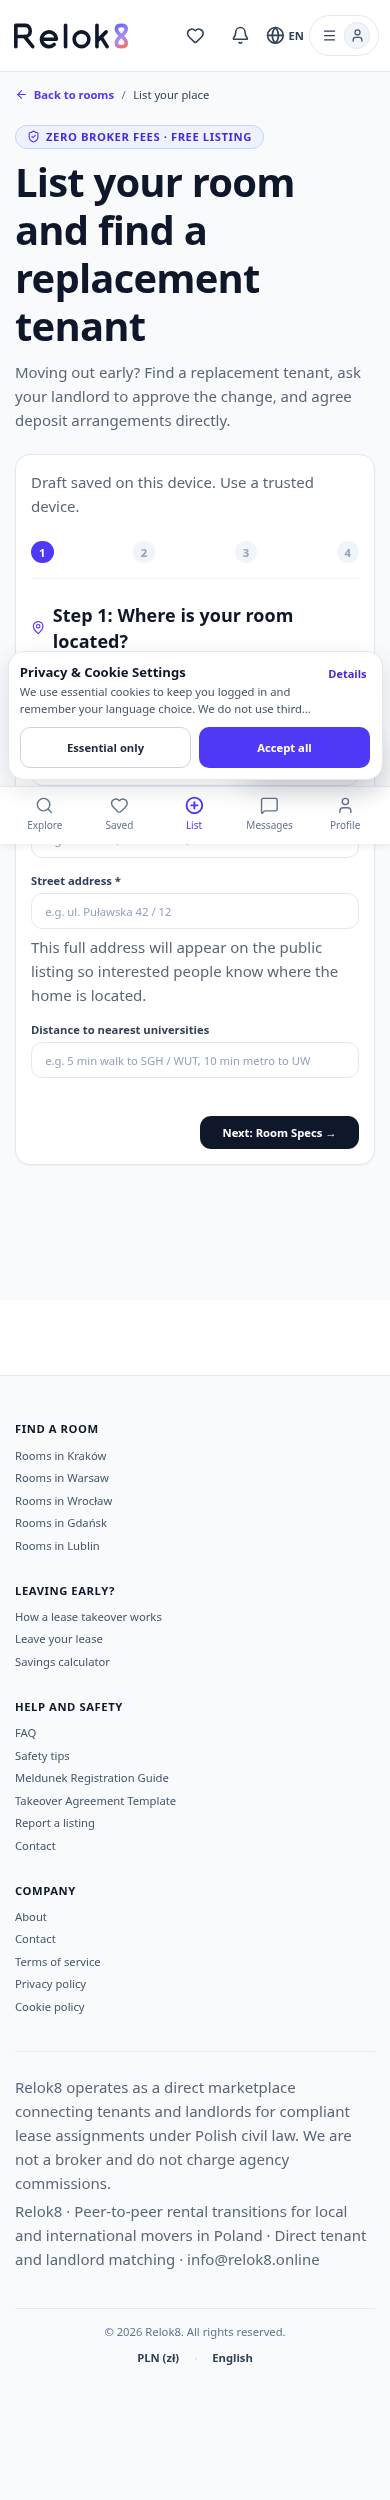 Relok8
EN
Back to rooms / List your place
ZERO BROKER FEES · FREE LISTING
List your room
and find a
replacement
tenant
Moving out early? Find a replacement tenant, ask
your landlord to approve the change, and agree
deposit arrangements directly.
Draft saved on this device. Use a trusted
device.
1 2 3 4
Step 1: Where is your room
located?
Privacy & Cookie Settings
Details
We use essential cookies to keep you logged in and
remember your language choice. We do not use third...
Essential only
Accept all
Explore
Saved
List
Messages
Profile
Street address *
e.g. ul. Puławska 42 / 12
This full address will appear on the public
listing so interested people know where the
home is located.
Distance to nearest universities
e.g. 5 min walk to SGH / WUT, 10 min metro to UW
Next: Room Specs →
FIND A ROOM
Rooms in Kraków
Rooms in Warsaw
Rooms in Wrocław
Rooms in Gdańsk
Rooms in Lublin
LEAVING EARLY?
How a lease takeover works
Leave your lease
Savings calculator
HELP AND SAFETY
FAQ
Safety tips
Meldunek Registration Guide
Takeover Agreement Template
Report a listing
Contact
COMPANY
About
Contact
Terms of service
Privacy policy
Cookie policy
Relok8 operates as a direct marketplace
connecting tenants and landlords for compliant
lease assignments under Polish civil law. We are
not a broker and do not charge agency
commissions.
Relok8 · Peer-to-peer rental transitions for local
and international movers in Poland · Direct tenant
and landlord matching · info@relok8.online
© 2026 Relok8. All rights reserved.
PLN (zł) · English